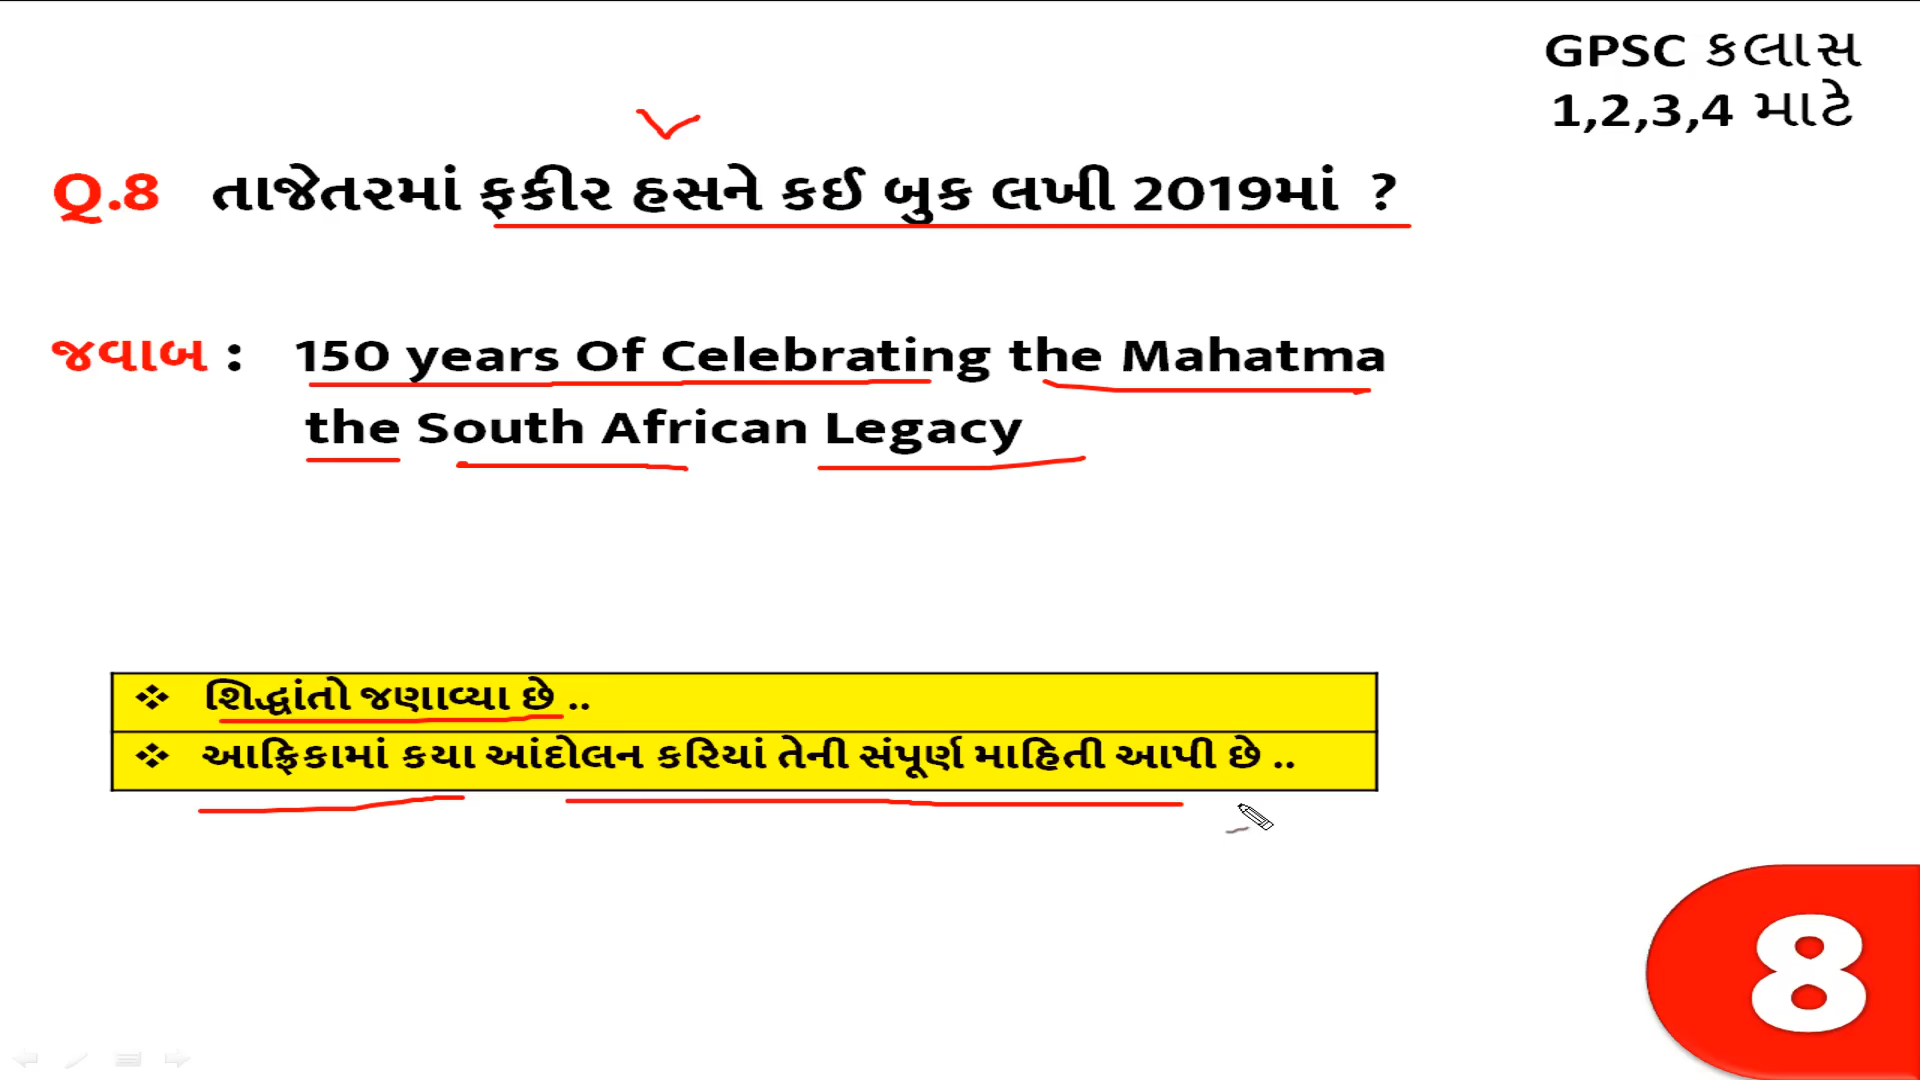 GPSC કલાસ
1,2,3,4 માટે
Q.8 તાજેતરમાં ફકીર હસને કઈ બુક લખી 2019માં ?
જવાબ : 150 years Of Celebrating the Mahatma
the South African Legacy
❖ શિદ્ધાંતો જણાવ્યા છે ..
❖ આફ્રિકામાં કયા આંદોલન કરિયાં તેની સંપૂર્ણ માહિતી આપી છે ..
8